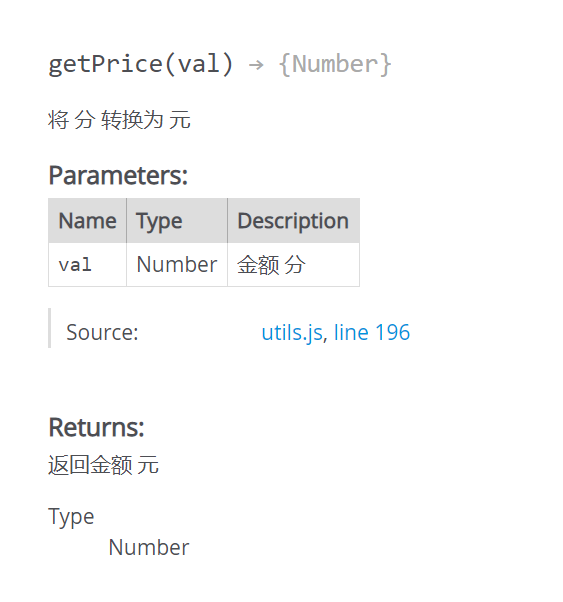 getPrice(val) → {Number}
将 分 转换为 元
Parameters:
Name Type Description
val Number 金额 分
Source: utils.js, line 196
Returns:
返回金额 元
Type
Number